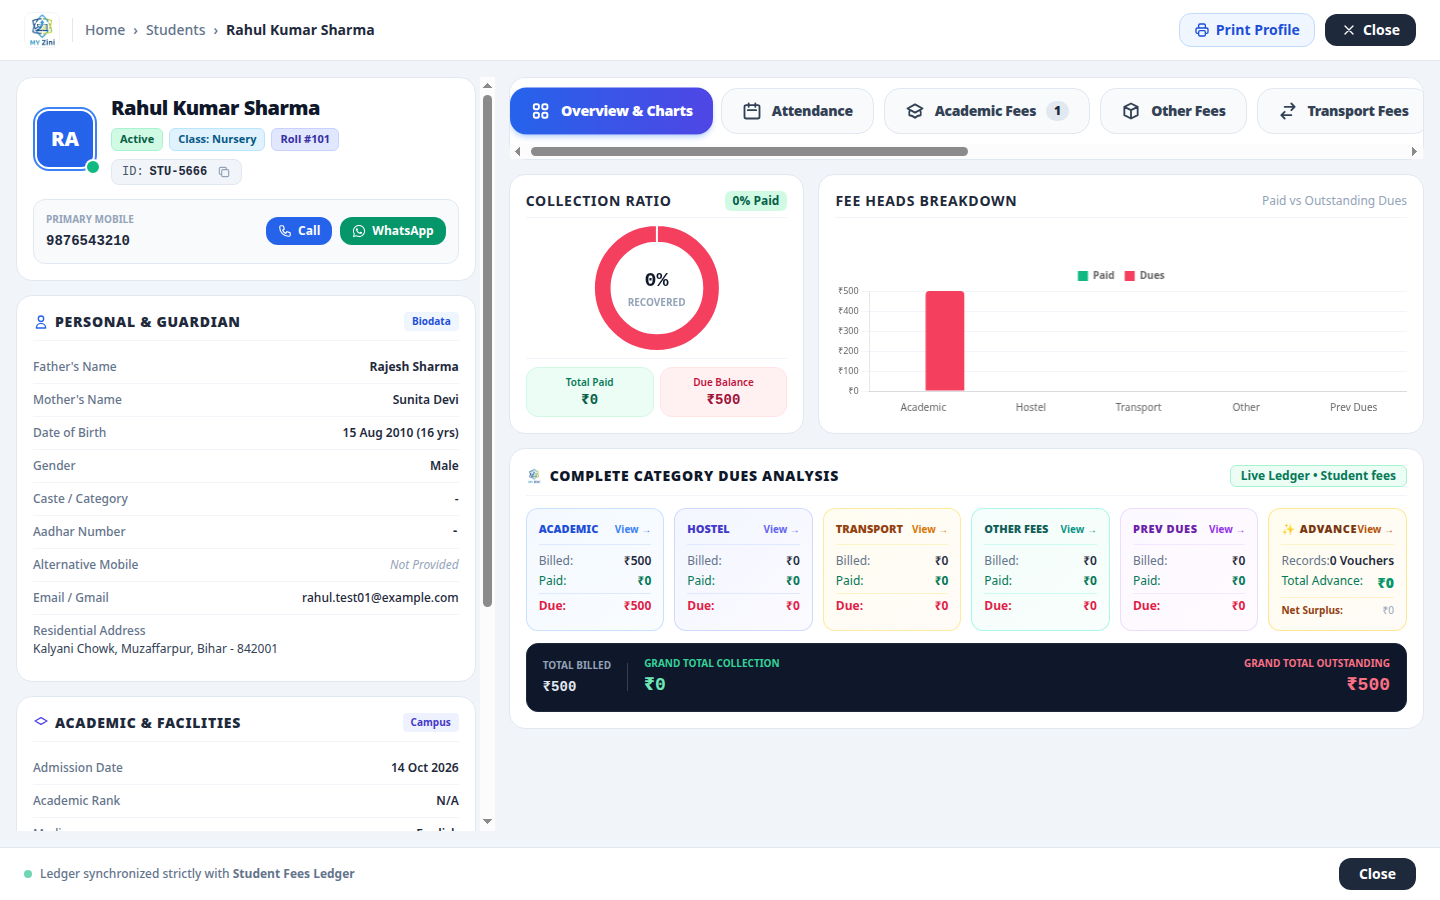 MY Zini
Home › Students › Rahul Kumar Sharma
Print Profile
Close
RA
Rahul Kumar Sharma
Active
Class: Nursery
Roll #101
ID: STU-5666
PRIMARY MOBILE
9876543210
Call
WhatsApp
PERSONAL & GUARDIAN
Biodata
Father's Name Rajesh Sharma
Mother's Name Sunita Devi
Date of Birth 15 Aug 2010 (16 yrs)
Gender Male
Caste / Category -
Aadhar Number -
Alternative Mobile Not Provided
Email / Gmail rahul.test01@example.com
Residential Address
Kalyani Chowk, Muzaffarpur, Bihar - 842001
ACADEMIC & FACILITIES
Campus
Admission Date 14 Oct 2026
Academic Rank N/A
Overview & Charts
Attendance
Academic Fees 1
Other Fees
Transport Fees
COLLECTION RATIO
0% Paid
0%
RECOVERED
Total Paid
₹0
Due Balance
₹500
FEE HEADS BREAKDOWN
Paid vs Outstanding Dues
Paid Dues
₹500
₹400
₹300
₹200
₹100
₹0
Academic Hostel Transport Other Prev Dues
COMPLETE CATEGORY DUES ANALYSIS
Live Ledger • Student fees
ACADEMIC View →
Billed: ₹500
Paid: ₹0
Due: ₹500
HOSTEL View →
Billed: ₹0
Paid: ₹0
Due: ₹0
TRANSPORT View →
Billed: ₹0
Paid: ₹0
Due: ₹0
OTHER FEES View →
Billed: ₹0
Paid: ₹0
Due: ₹0
PREV DUES View →
Billed: ₹0
Paid: ₹0
Due: ₹0
✨ ADVANCE View →
Records: 0 Vouchers
Total Advance: ₹0
Net Surplus: ₹0
TOTAL BILLED
₹500
GRAND TOTAL COLLECTION
₹0
GRAND TOTAL OUTSTANDING
₹500
Ledger synchronized strictly with Student Fees Ledger
Close